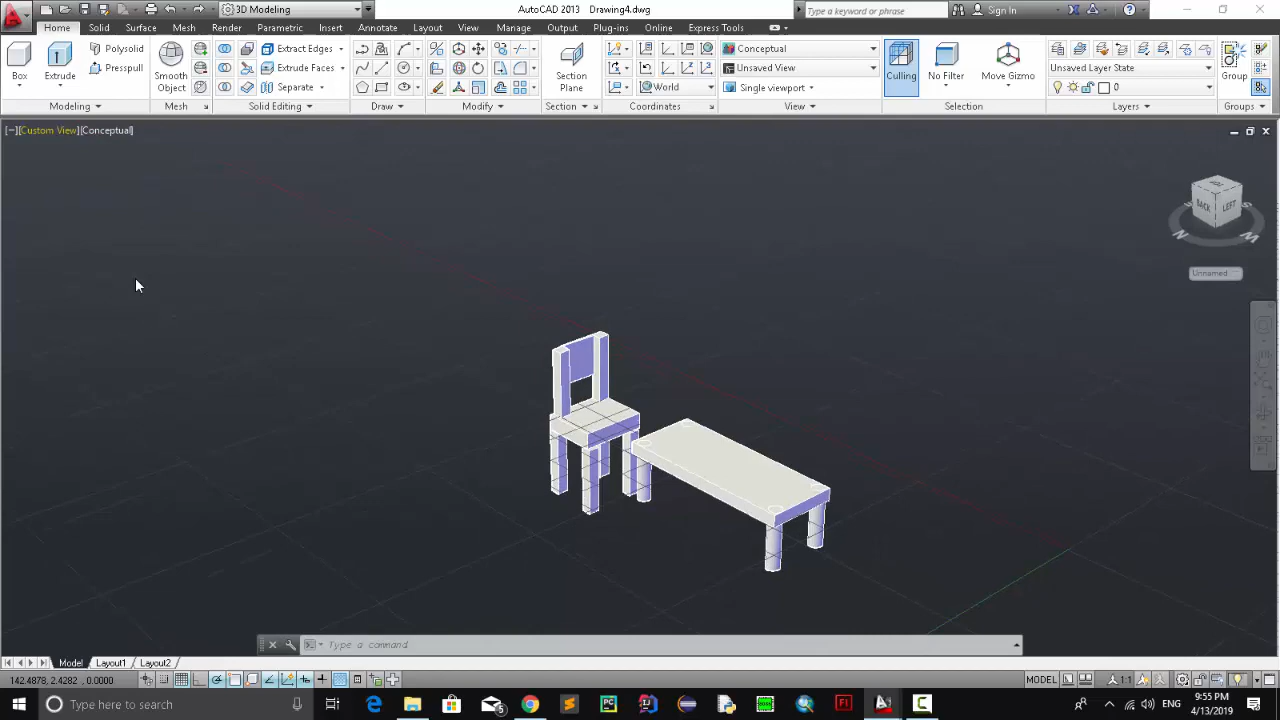 3D Modeling
AutoCAD 2013 Drawing4.dwg
Type a keyword or phrase
Sign In
Home Solid Surface Mesh Render Parametric Insert Annotate Layout View Manage Output Plug-ins Online Express Tools
Box
Extrude
Polysolid
Presspull
Smooth
Object
Extract Edges
Extrude Faces
Separate
Section
Plane
World
Conceptual
Unsaved View
Single viewport
Culling
No Filter
Move Gizmo
Unsaved Layer State
0
Group
Modeling Mesh Solid Editing Draw Modify Section Coordinates View Selection Layers Groups
[−][Custom View][Conceptual]
TOP
BACK
LEFT
N
W
S
Unnamed
Type a command
Model Layout1 Layout2
142.4878, 2.4282 , 0.0000
MODEL
1:1
Type here to search
5
ENG
9:55 PM
4/13/2019